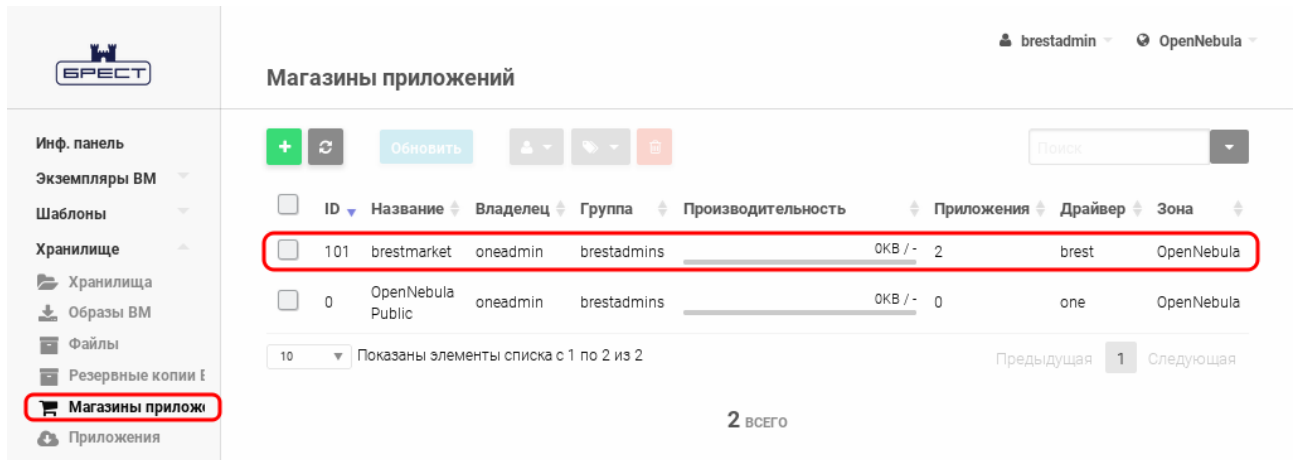 brestadmin OpenNebula
БРЕСТ
Магазины приложений
Инф. панель
Экземпляры ВМ
Шаблоны
Хранилище
Хранилища
Образы ВМ
Файлы
Резервные копии В
Магазины прилож
Приложения
Обновить
Поиск
ID Название Владелец Группа Производительность Приложения Драйвер Зона
101 brestmarket oneadmin brestadmins 0KB / - 2 brest OpenNebula
0 OpenNebula Public oneadmin brestadmins 0KB / - 0 one OpenNebula
10 Показаны элементы списка с 1 по 2 из 2
Предыдущая 1 Следующая
2 ВСЕГО